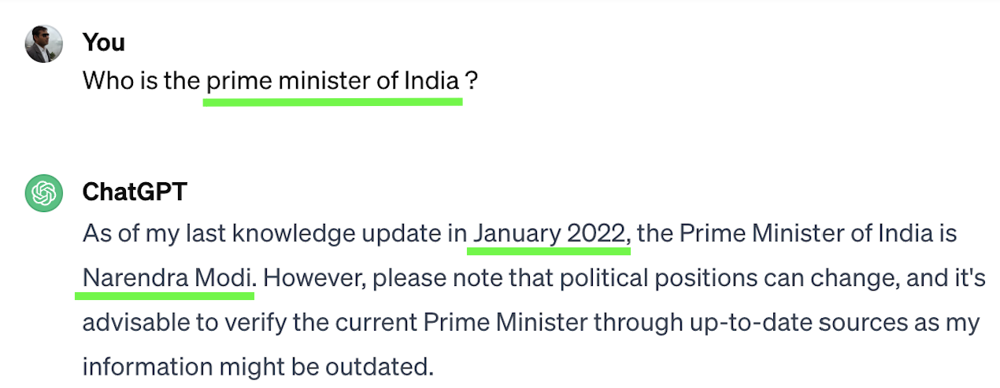 You
Who is the prime minister of India ?
ChatGPT
As of my last knowledge update in January 2022, the Prime Minister of India is
Narendra Modi. However, please note that political positions can change, and it's
advisable to verify the current Prime Minister through up-to-date sources as my
information might be outdated.